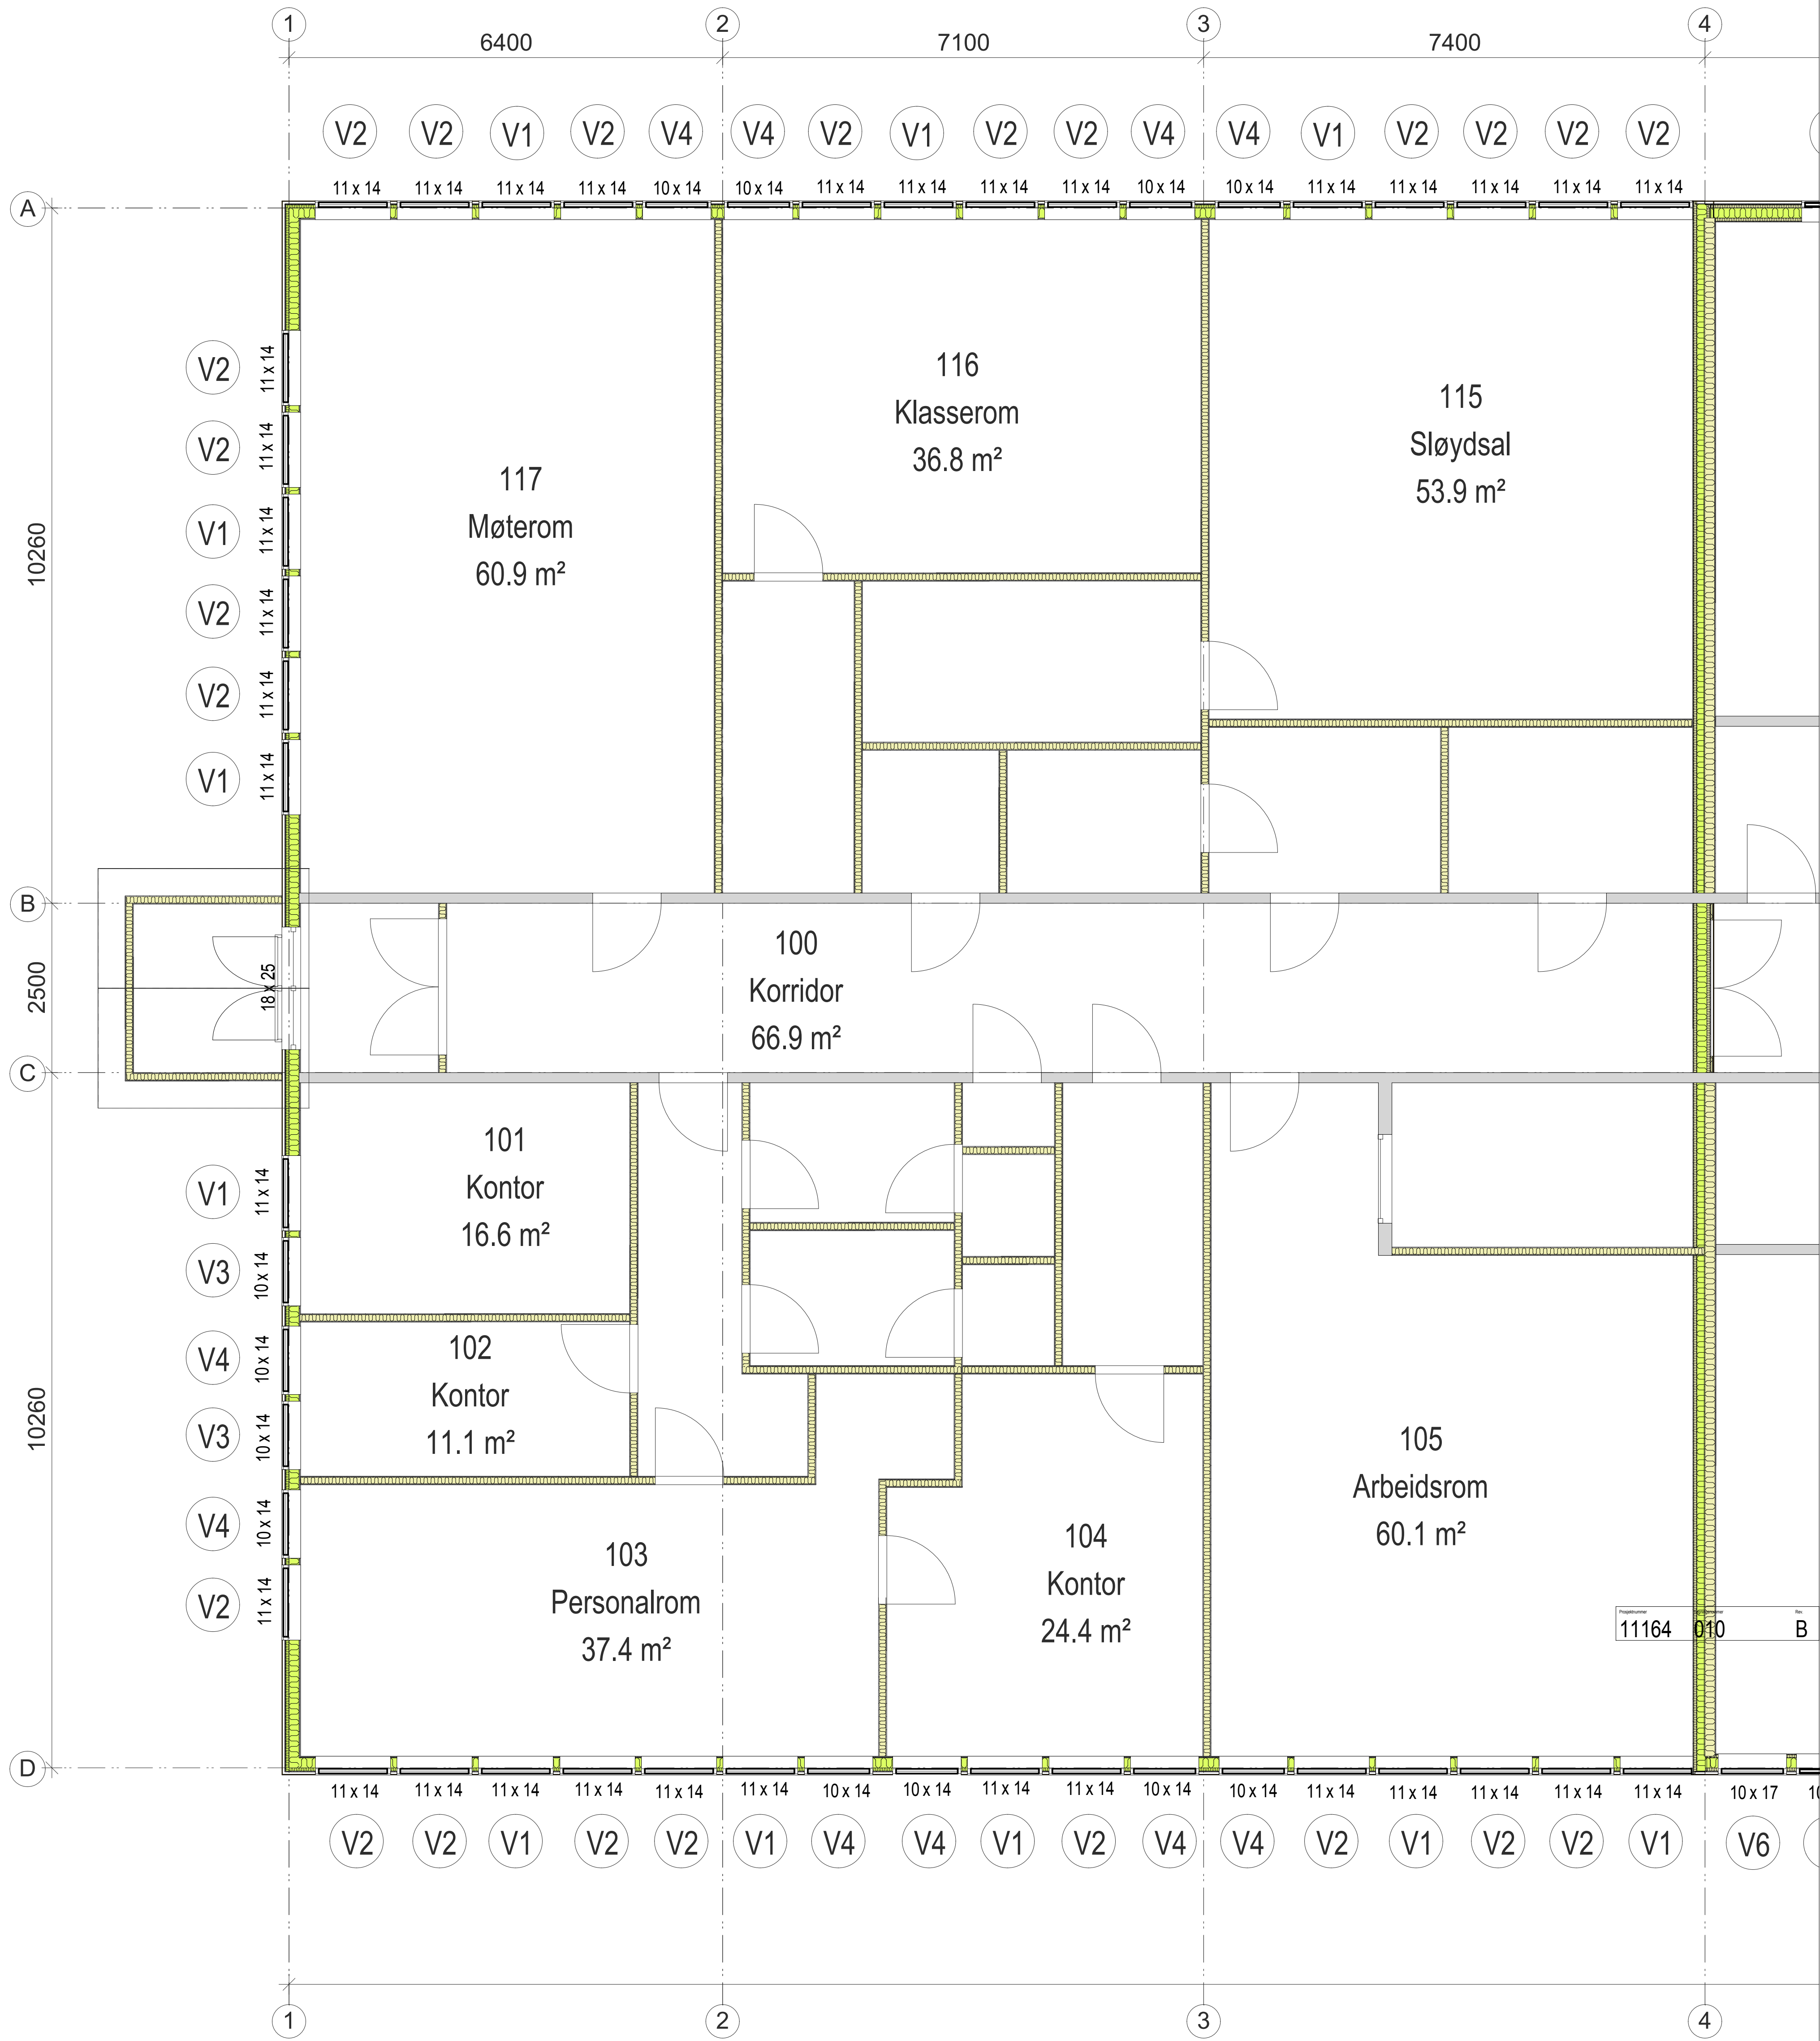 1 2 3 4
6400 7100 7400
V2 V2 V1 V2 V4 V4 V2 V1 V2 V2 V4 V4 V1 V2 V2 V2 V2
11 x 14 11 x 14 11 x 14 11 x 14 10 x 14 10 x 14 11 x 14 11 x 14 11 x 14 11 x 14 10 x 14 10 x 14 11 x 14 11 x 14 11 x 14 11 x 14 11 x 14
A
10260
V2 11 x 14
V2 11 x 14
V1 11 x 14
V2 11 x 14
V2 11 x 14
V1 11 x 14
117
Møterom
60.9 m²
116
Klasserom
36.8 m²
115
Sløydsal
53.9 m²
B
2500
18 x 25
100
Korridor
66.9 m²
C
10260
V1 11 x 14
V3 10 x 14
V4 10 x 14
V3 10 x 14
V4 10 x 14
V2 11 x 14
101
Kontor
16.6 m²
102
Kontor
11.1 m²
103
Personalrom
37.4 m²
104
Kontor
24.4 m²
105
Arbeidsrom
60.1 m²
Prosjektnummer Rev.
11164 010 B
D
11 x 14 11 x 14 11 x 14 11 x 14 11 x 14 11 x 14 10 x 14 10 x 14 11 x 14 11 x 14 10 x 14 10 x 14 11 x 14 11 x 14 11 x 14 11 x 14 11 x 14 10 x 17 10
V2 V2 V1 V2 V2 V1 V4 V4 V1 V2 V4 V4 V2 V1 V2 V2 V1 V6
1 2 3 4